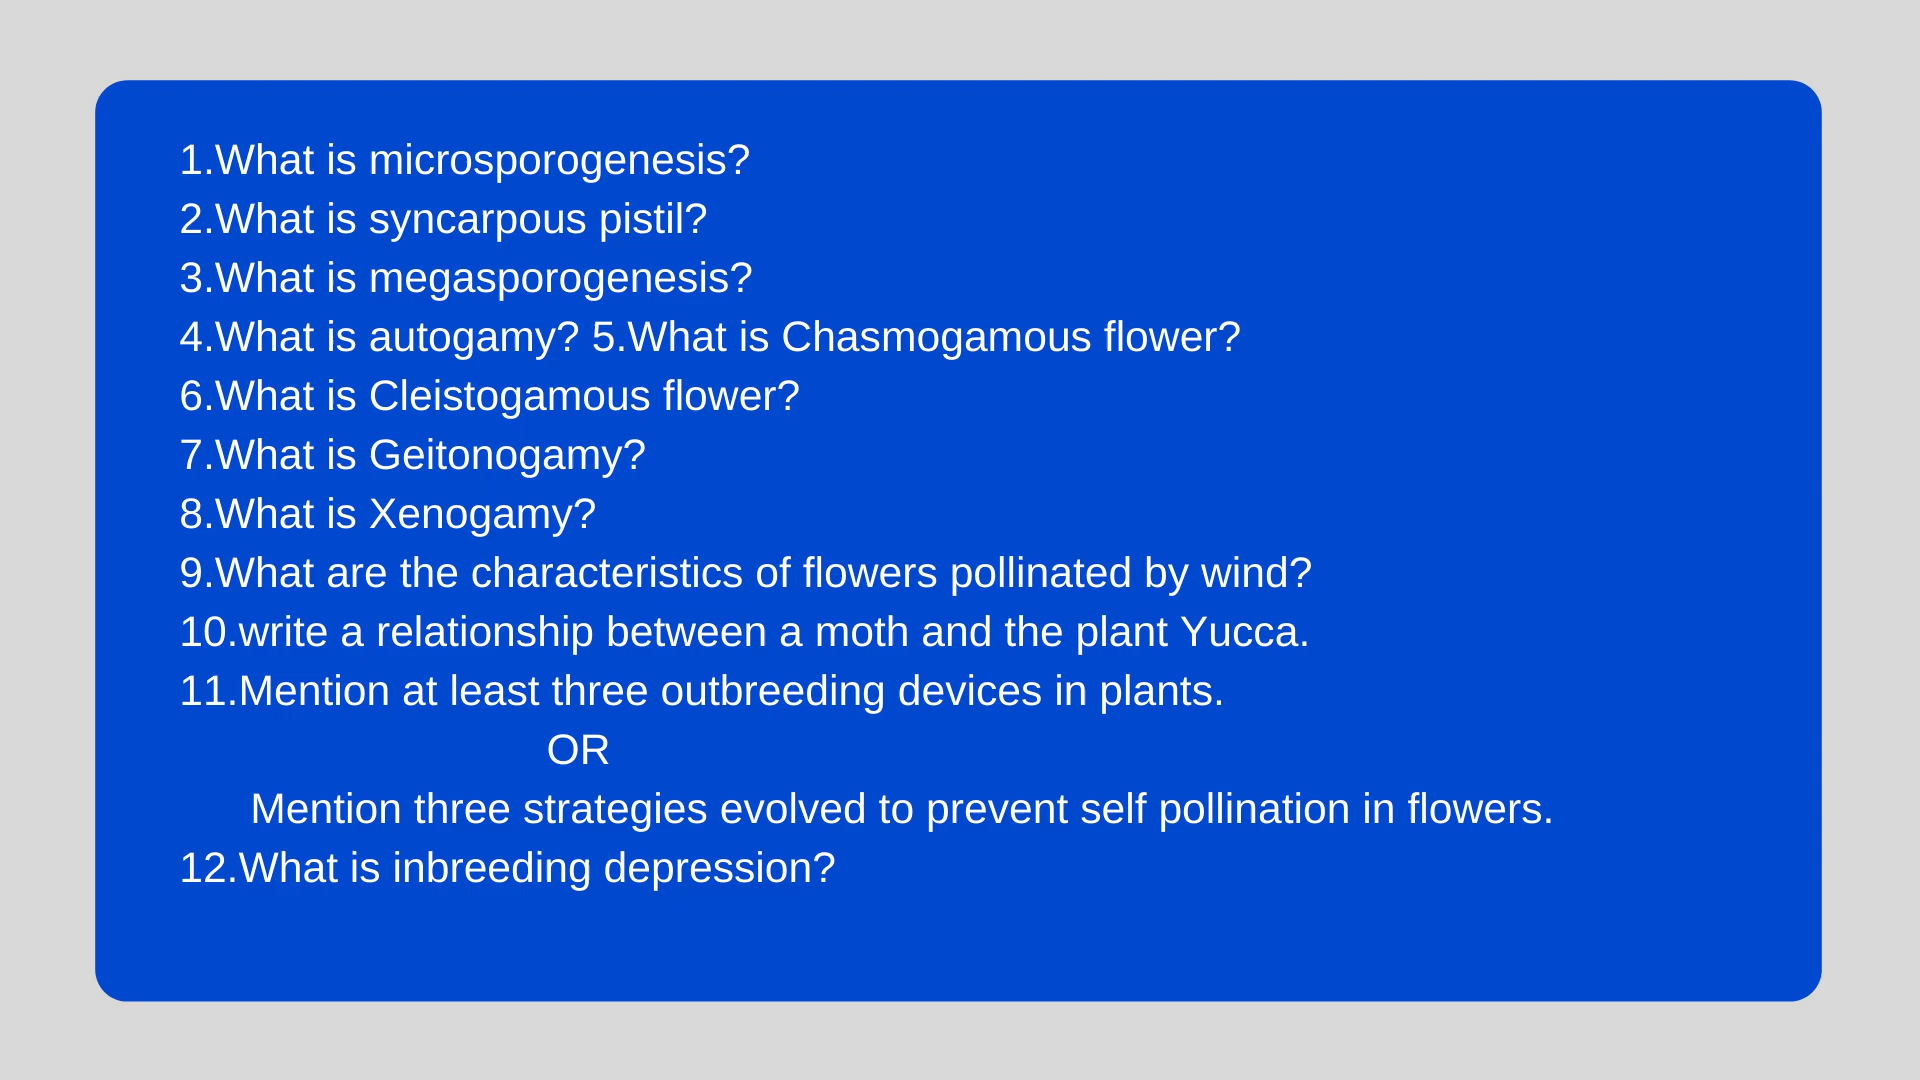 1.What is microsporogenesis?
2.What is syncarpous pistil?
3.What is megasporogenesis?
4.What is autogamy? 5.What is Chasmogamous flower?
6.What is Cleistogamous flower?
7.What is Geitonogamy?
8.What is Xenogamy?
9.What are the characteristics of flowers pollinated by wind?
10.write a relationship between a moth and the plant Yucca.
11.Mention at least three outbreeding devices in plants.
OR
Mention three strategies evolved to prevent self pollination in flowers.
12.What is inbreeding depression?